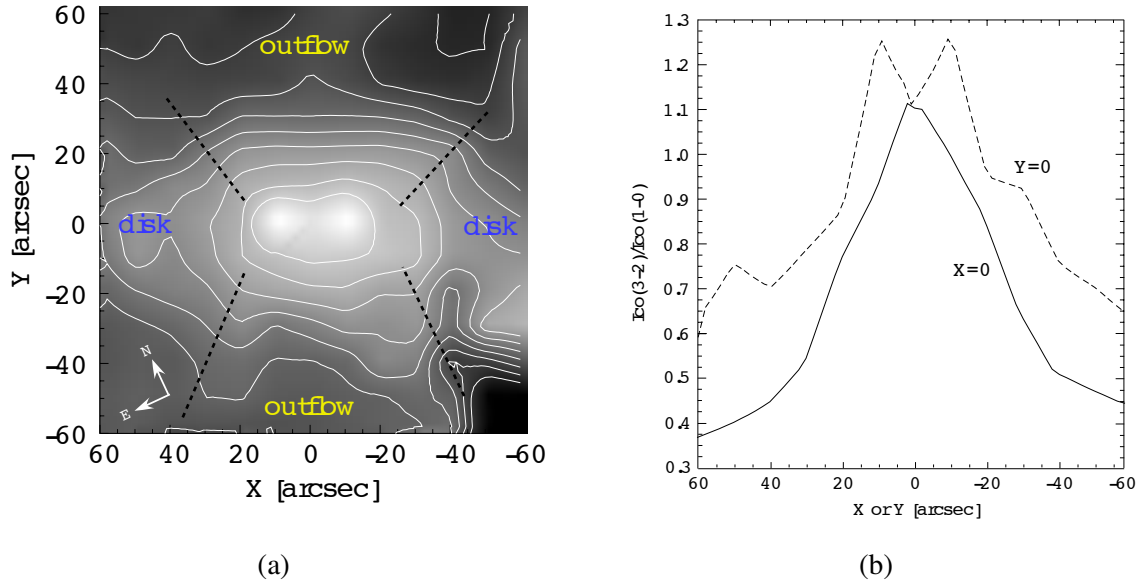 outflow
disk
disk
outflow
N
E
60
40
20
0
-20
-40
-60
60 40 20 0 -20 -40 -60
Y [arcsec]
X [arcsec]
(a)
1.3
1.2
1.1
1.0
0.9
0.8
0.7
0.6
0.5
0.4
0.3
60 40 20 0 -20 -40 -60
Ico(3-2)/Ico(1-0)
X or Y [arcsec]
Y=0
X=0
(b)